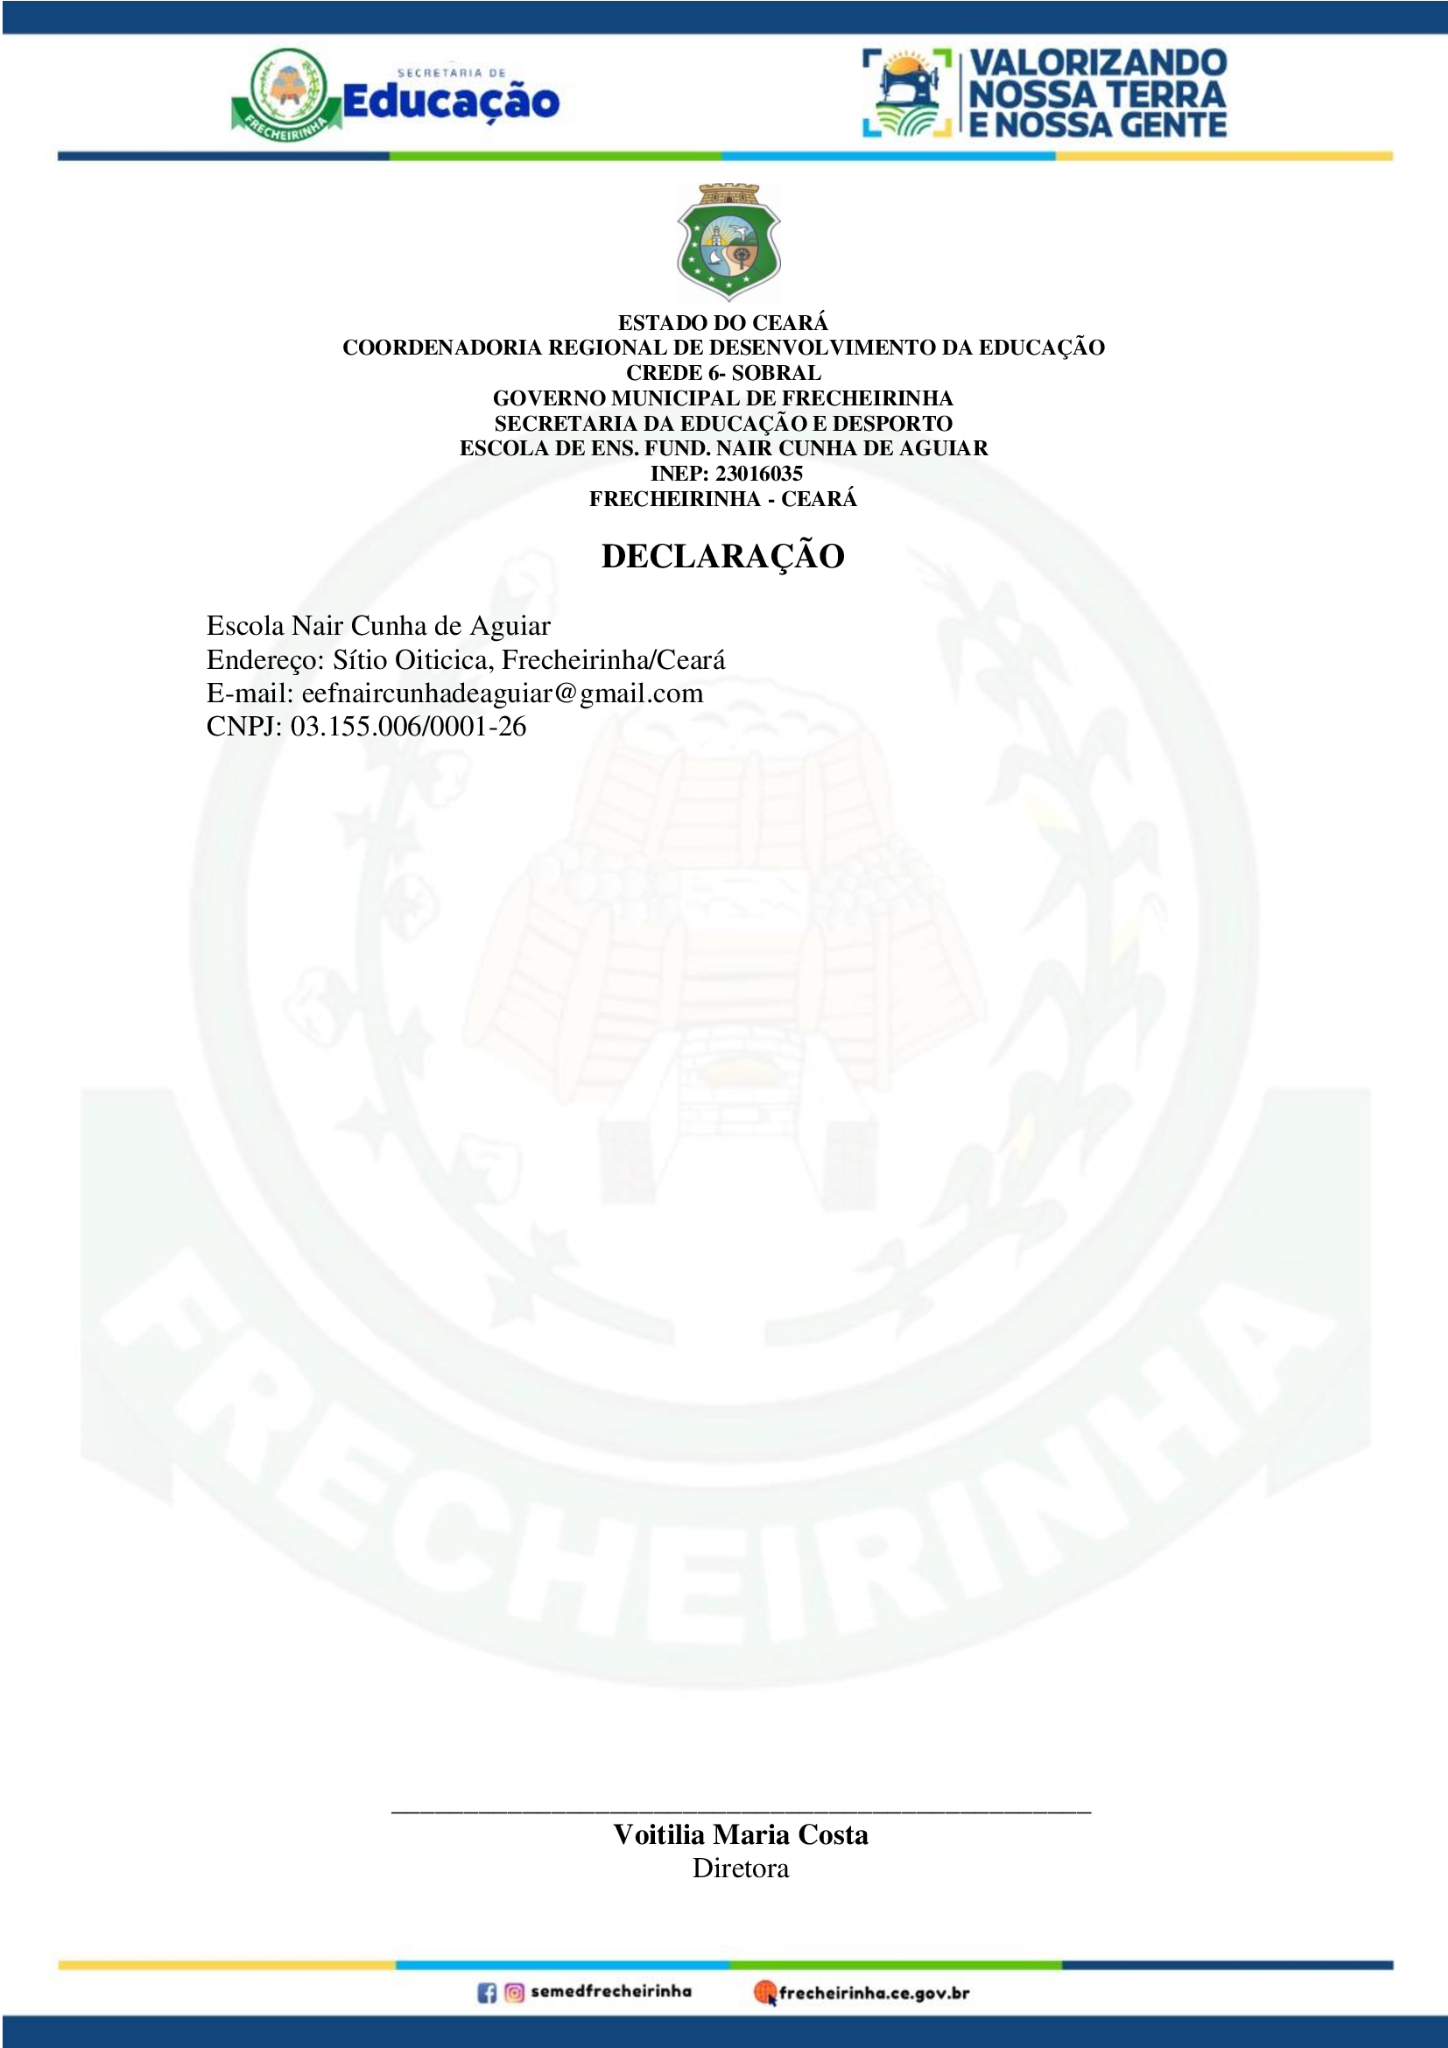 SECRETARIA DE
Educação
FRECHEIRINHA
VALORIZANDO
NOSSA TERRA
E NOSSA GENTE
ESTADO DO CEARÁ
COORDENADORIA REGIONAL DE DESENVOLVIMENTO DA EDUCAÇÃO
CREDE 6- SOBRAL
GOVERNO MUNICIPAL DE FRECHEIRINHA
SECRETARIA DA EDUCAÇÃO E DESPORTO
ESCOLA DE ENS. FUND. NAIR CUNHA DE AGUIAR
INEP: 23016035
FRECHEIRINHA - CEARÁ
DECLARAÇÃO
Escola Nair Cunha de Aguiar
Endereço: Sítio Oiticica, Frecheirinha/Ceará
E-mail: eefnaircunhadeaguiar@gmail.com
CNPJ: 03.155.006/0001-26
FRECHEIRINHA
Voitilia Maria Costa
Diretora
semedfrecheirinha
frecheirinha.ce.gov.br